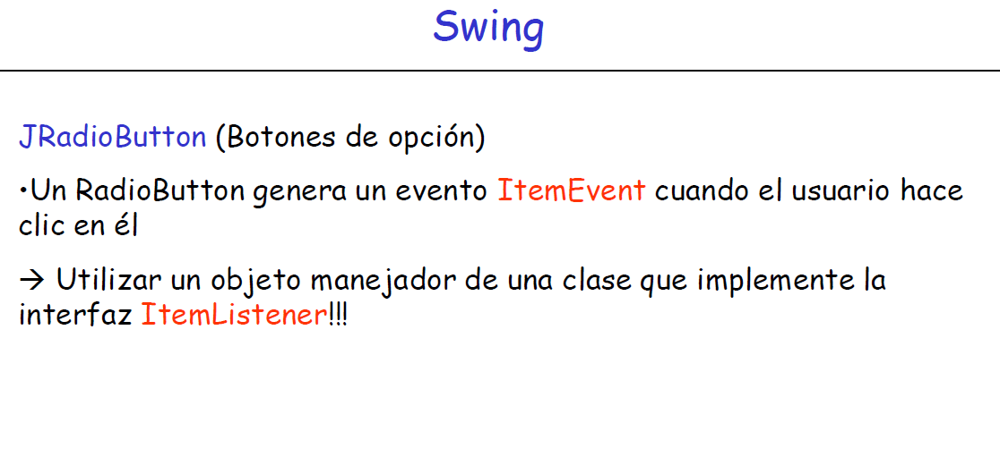 Swing
JRadioButton (Botones de opción)
•Un RadioButton genera un evento ItemEvent cuando el usuario hace
clic en él
→ Utilizar un objeto manejador de una clase que implemente la
interfaz ItemListener!!!